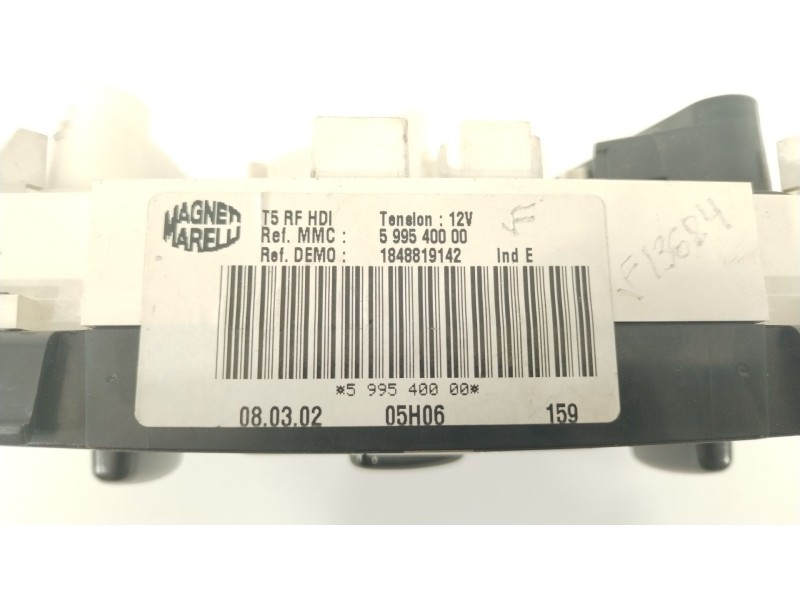 MAGNETI
MARELLI
T5 RF HDI Tension : 12V
Ref. MMC : 5 995 400 00
Ref. DEMO : 1848819142 Ind E
*5 995 400 00*
08.03.02 05H06 159
F13684